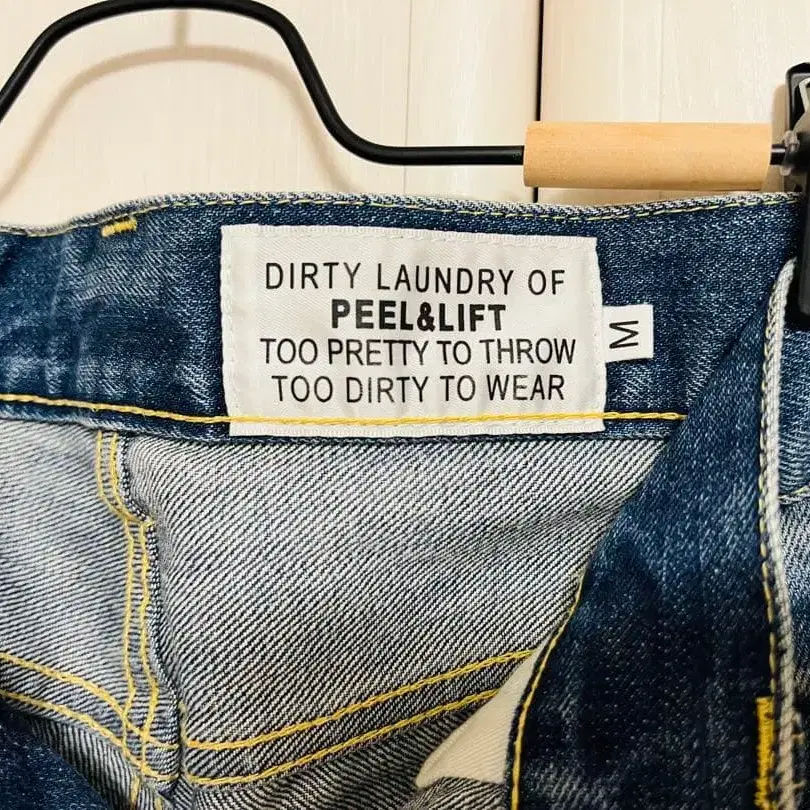 DIRTY LAUNDRY OF
PEEL&LIFT
TOO PRETTY TO THROW
TOO DIRTY TO WEAR
M